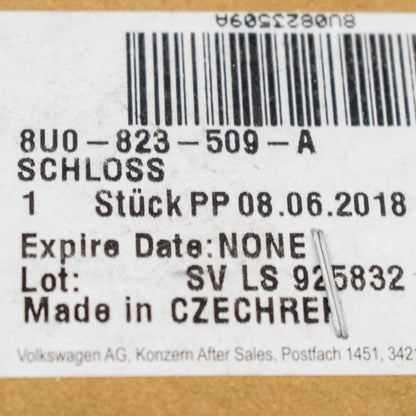 8U0823509A
8U0-823-509-A
SCHLOSS
1 Stück PP 08.06.2018
Expire Date: NONE
Lot: SV LS 925832
Made in CZECHREP
Volkswagen AG, Konzern After Sales, Postfach 1451, 3421